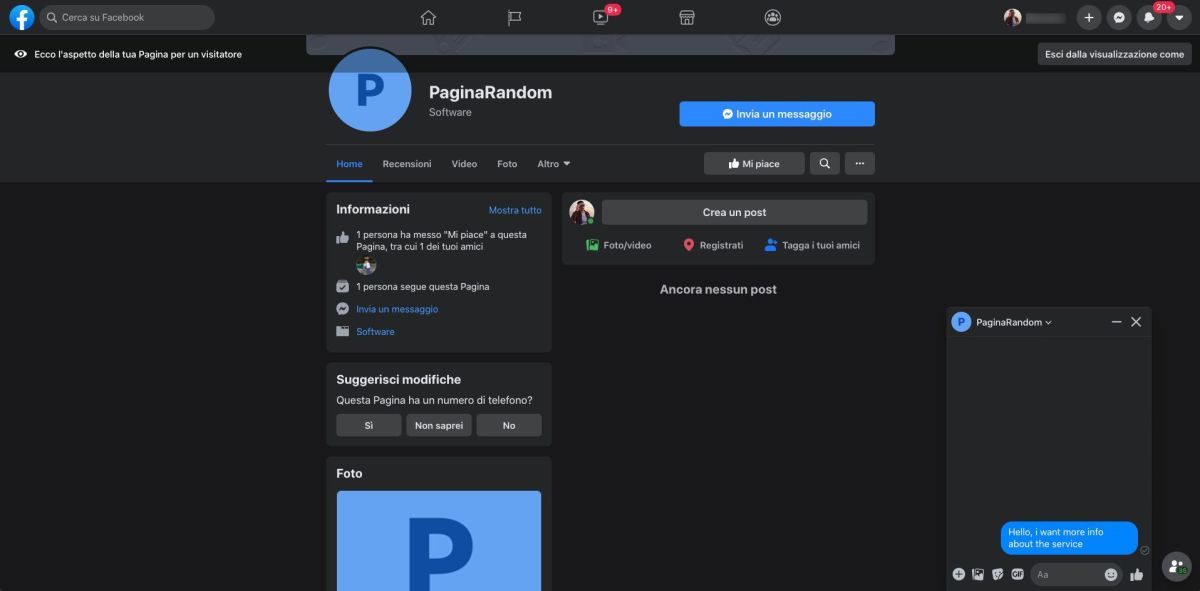 Cerca su Facebook
9+
20+
Ecco l'aspetto della tua Pagina per un visitatore
Esci dalla visualizzazione come
P
PaginaRandom
Software
Invia un messaggio
Home
Recensioni
Video
Foto
Altro
Mi piace
Informazioni
Mostra tutto
1 persona ha messo "Mi piace" a questa
Pagina, tra cui 1 dei tuoi amici
1 persona segue questa Pagina
Invia un messaggio
Software
Suggerisci modifiche
Questa Pagina ha un numero di telefono?
Sì
Non saprei
No
Foto
P
Crea un post
Foto/video
Registrati
Tagga i tuoi amici
Ancora nessun post
P
PaginaRandom
Hello, i want more info
about the service
GIF
Aa
36